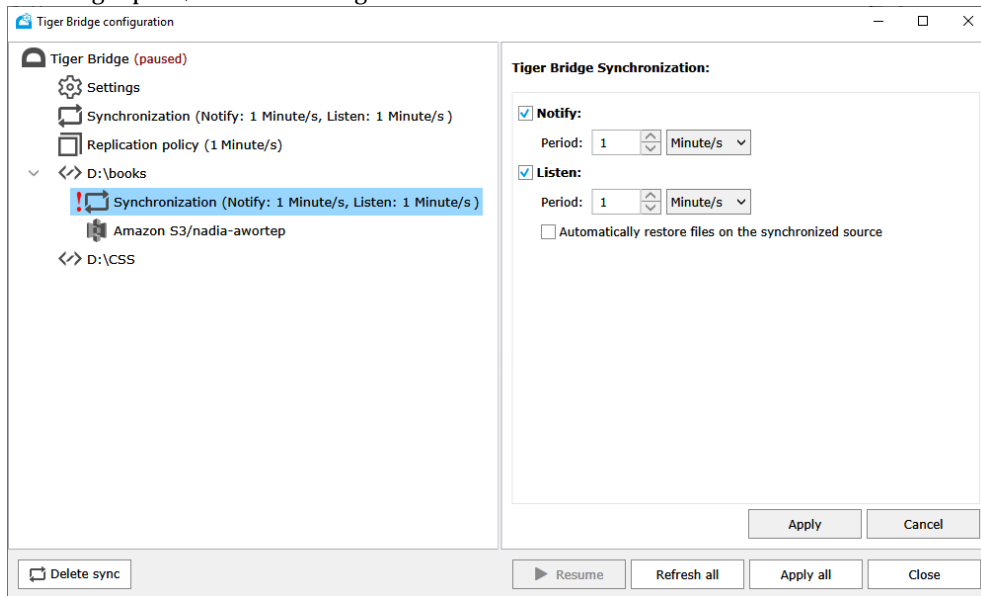 Tiger Bridge configuration
Tiger Bridge (paused)
Settings
Synchronization (Notify: 1 Minute/s, Listen: 1 Minute/s )
Replication policy (1 Minute/s)
D:\books
! Synchronization (Notify: 1 Minute/s, Listen: 1 Minute/s )
Amazon S3/nadia-awortep
D:\CSS
Delete sync
Tiger Bridge Synchronization:
Notify:
Period: 1 Minute/s
Listen:
Period: 1 Minute/s
Automatically restore files on the synchronized source
Apply Cancel
Resume Refresh all Apply all Close